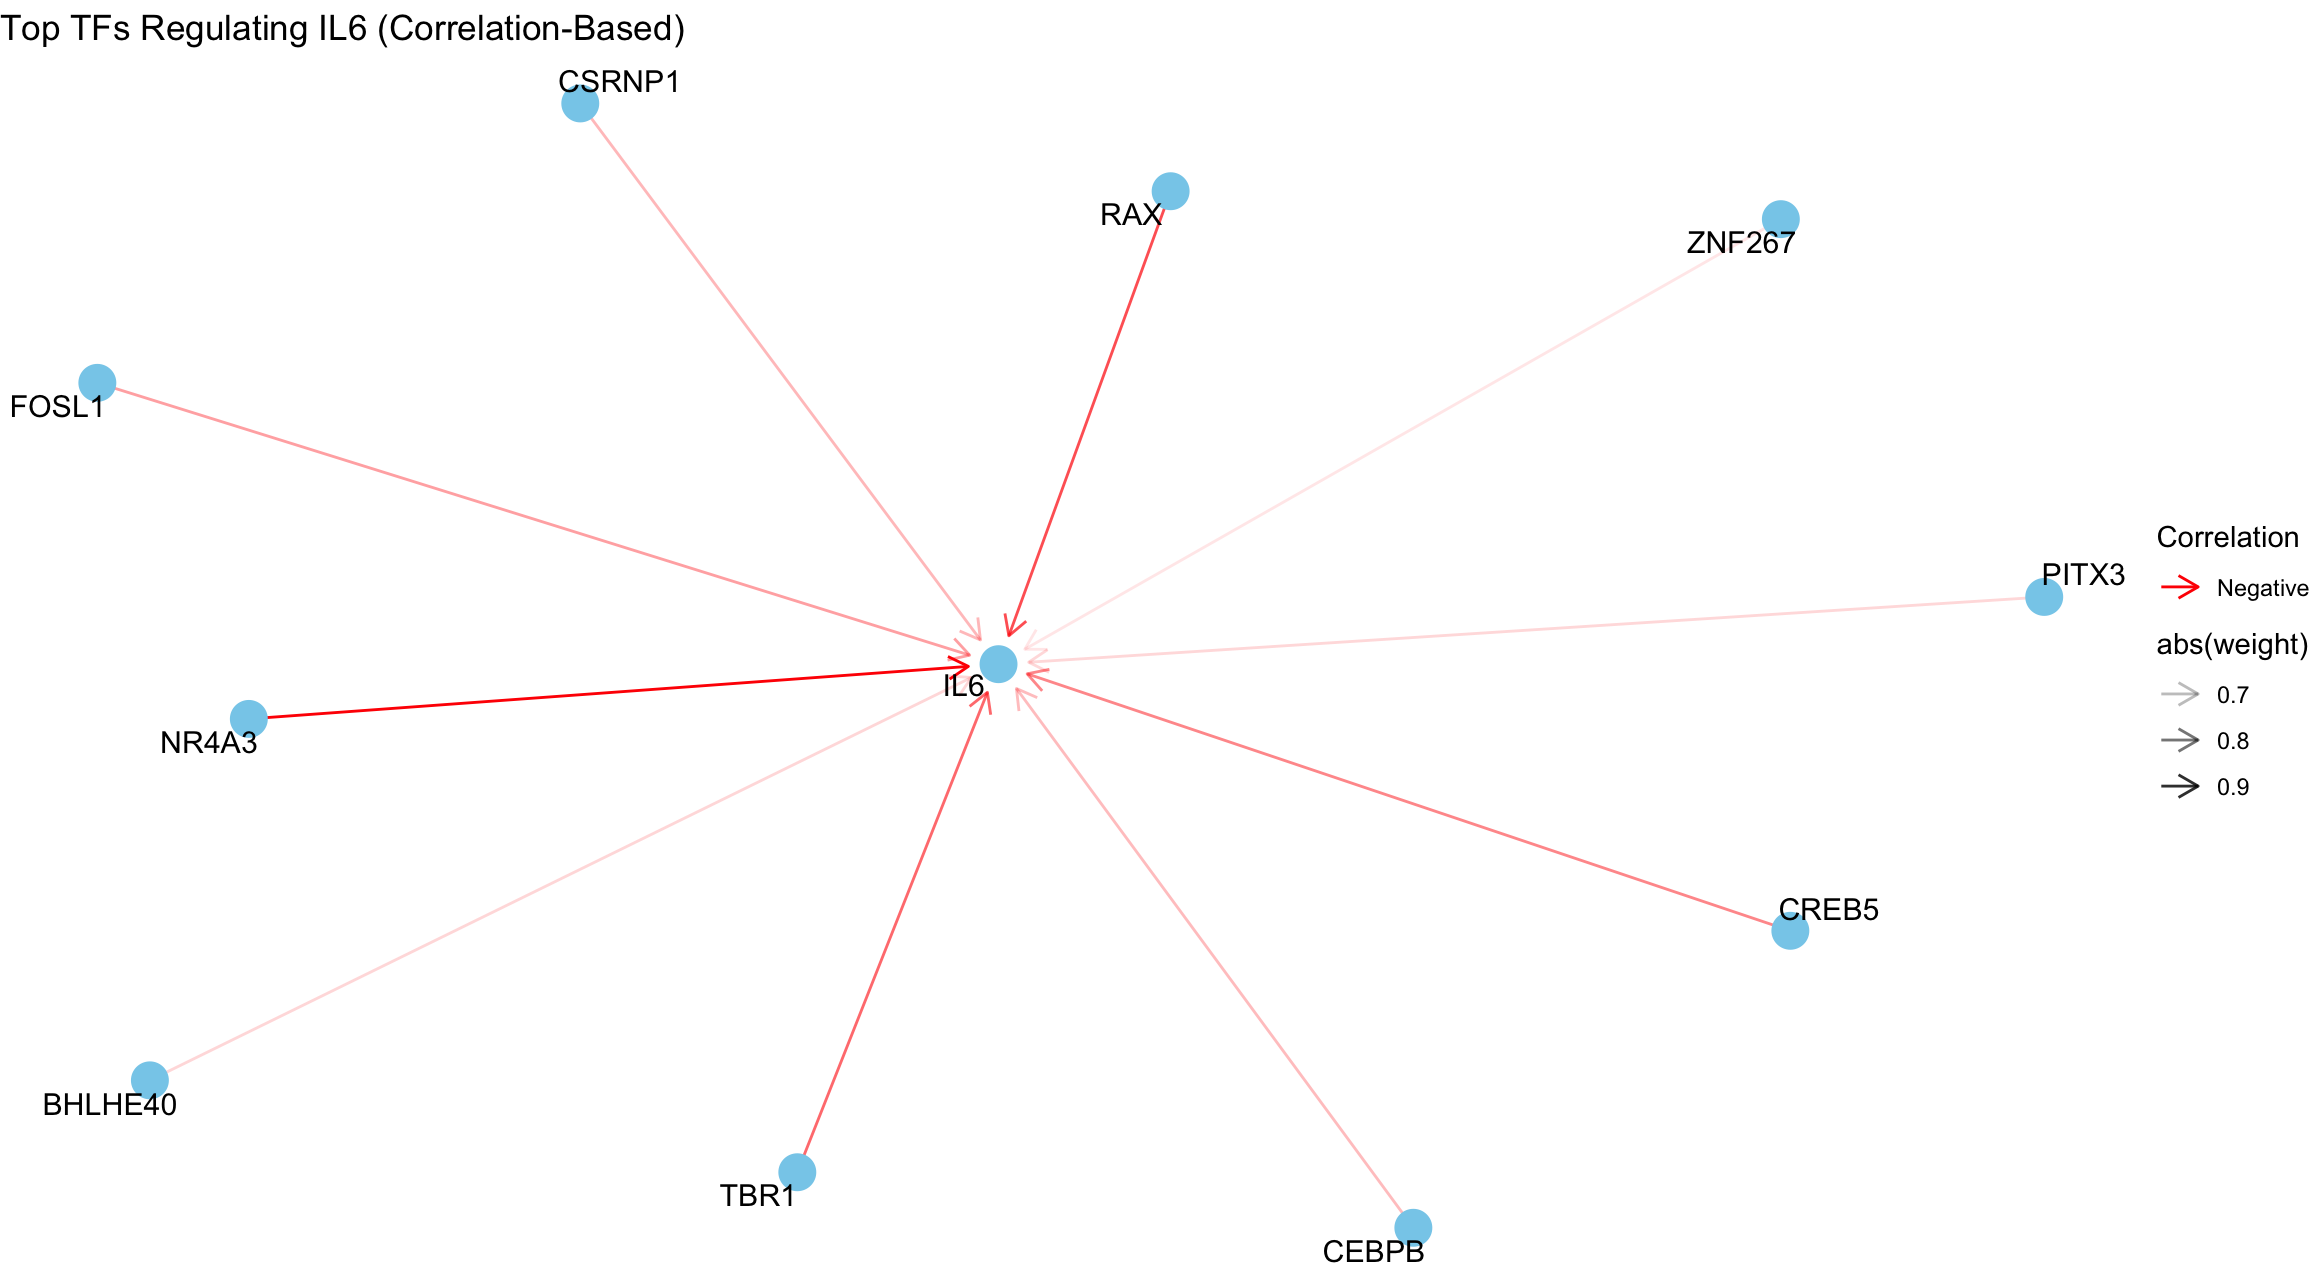 Top TFs Regulating IL6 (Correlation-Based)
CSRNP1
RAX
ZNF267
FOSL1
PITX3
IL6
NR4A3
CREB5
BHLHE40
TBR1
CEBPB
Correlation
Negative
abs(weight)
0.7
0.8
0.9